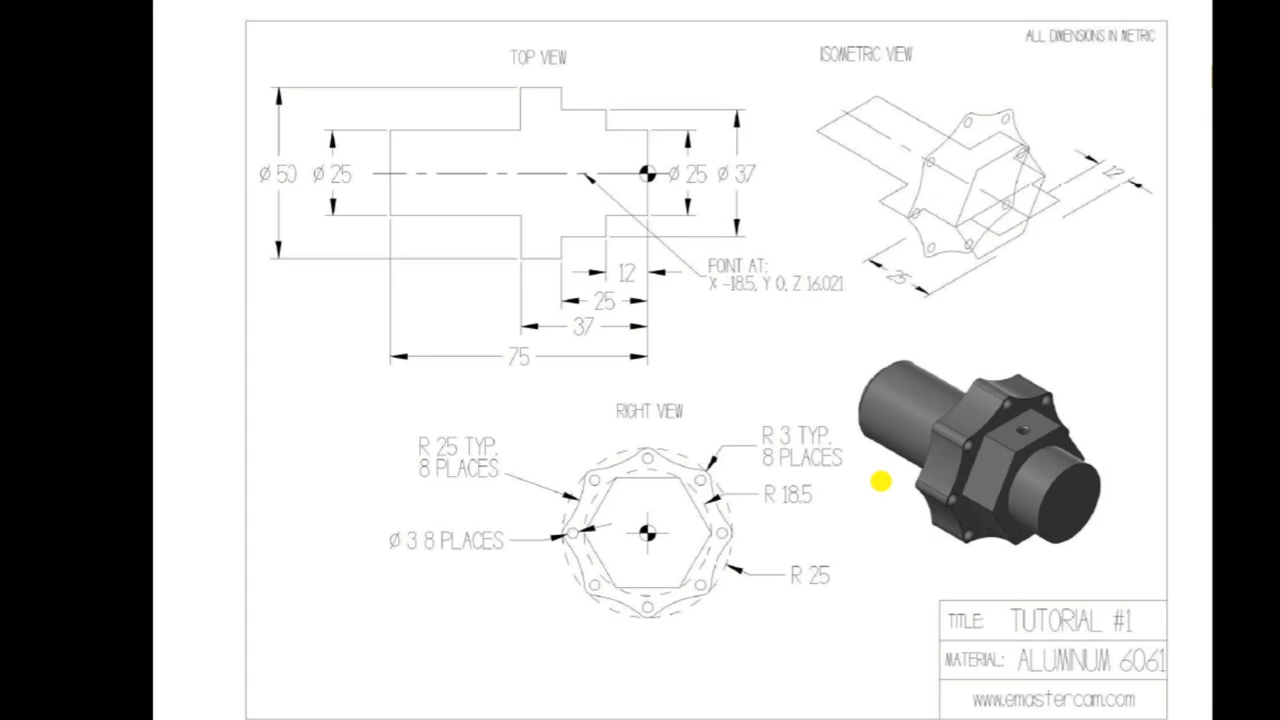 ALL DIMENSIONS IN METRIC
TOP VIEW
ISOMETRIC VIEW
Ø 50
Ø 25
Ø 25
Ø 37
12
12
POINT AT:
X -18.5, Y 0, Z 16.021
25
25
37
75
RIGHT VIEW
R 25 TYP.
8 PLACES
R 3 TYP.
8 PLACES
R 18.5
Ø 3 8 PLACES
R 25
TITLE: TUTORIAL #1
MATERIAL: ALUMINUM 6061
www.emastercam.com